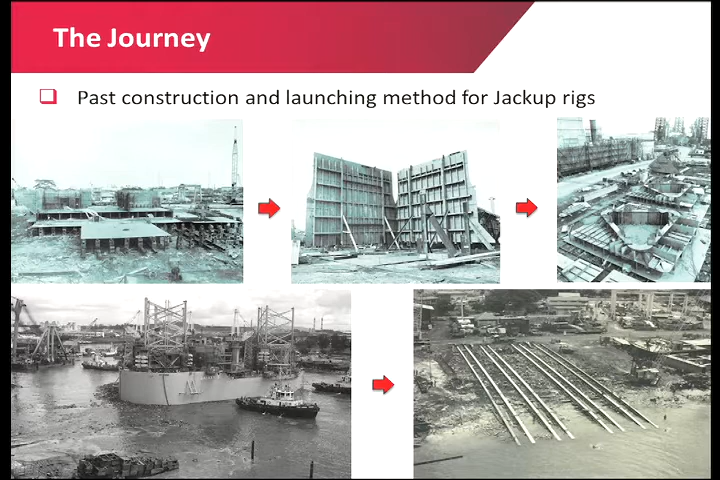 The Journey
Past construction and launching method for Jackup rigs